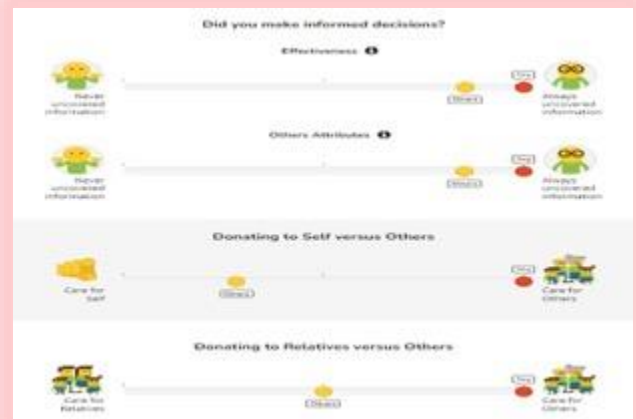 Did you make informed decisions?
Effectiveness
Never
uncovered
information
Others
You
Always
uncovered
information
Others Attributes
Never
uncovered
information
Others
You
Always
uncovered
information
Donating to Self versus Others
Care for
Self
Others
You
Care for
Others
Donating to Relatives versus Others
Care for
Relatives
Others
You
Care for
Others